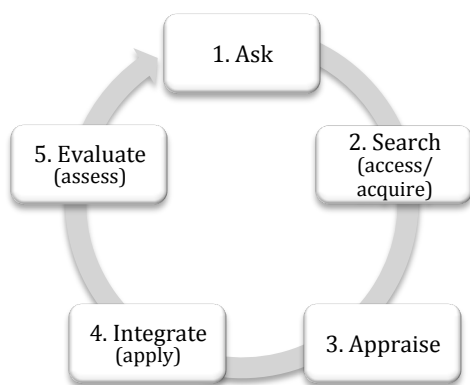 1. Ask
2. Search
(access/
acquire)
3. Appraise
4. Integrate
(apply)
5. Evaluate
(assess)